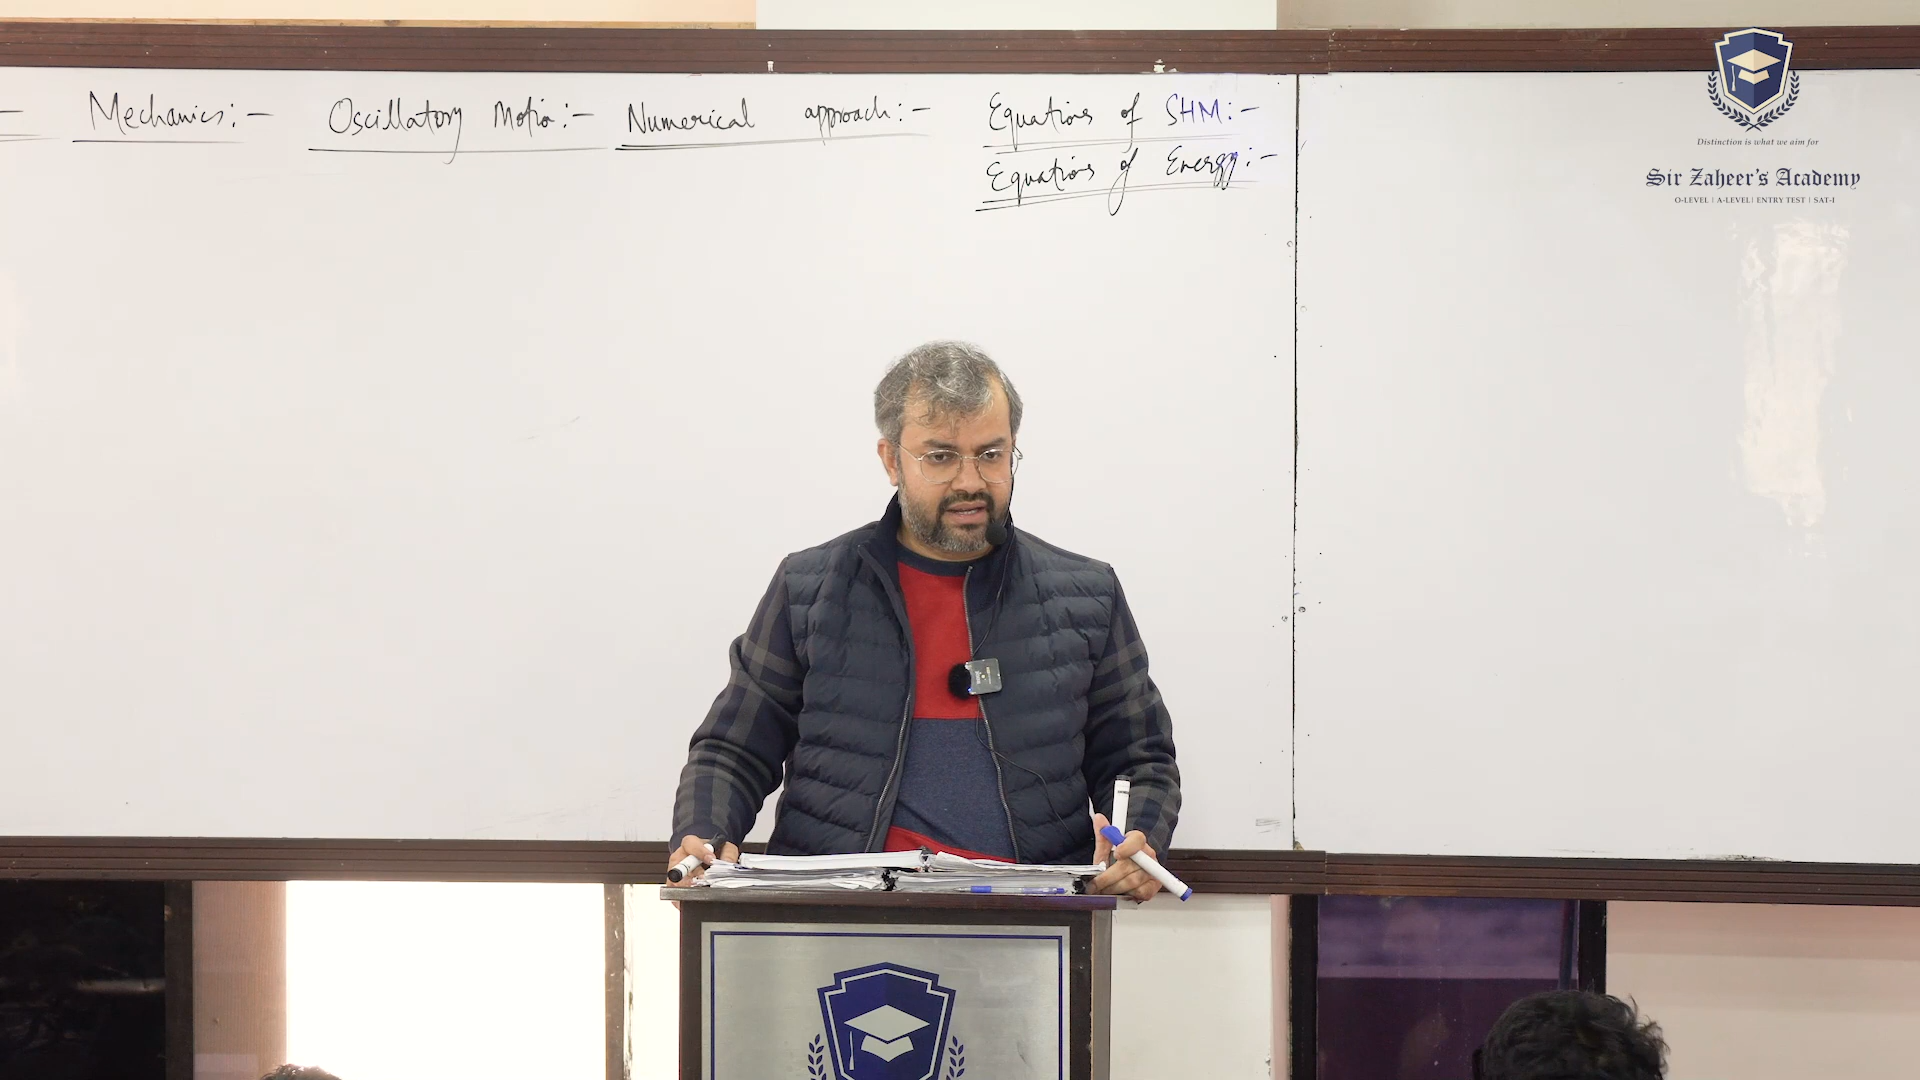 Mechanics:- Oscillatory Motion:- Numerical approach:- Equations of SHM:-
Equations of Energy:-
Distinction is what we aim for
Sir Zaheer's Academy
O-LEVEL | A-LEVEL | ENTRY TEST | SAT-I